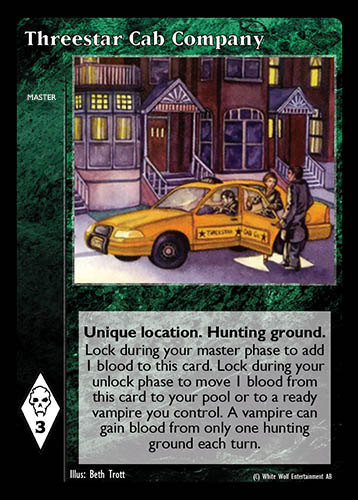 Threestar Cab Company
MASTER
★ THREESTAR ★ CAB CO. ★
Unique location. Hunting ground.
Lock during your master phase to add
1 blood to this card. Lock during your
unlock phase to move 1 blood from
this card to your pool or to a ready
vampire you control. A vampire can
gain blood from only one hunting
ground each turn.
3
Illus: Beth Trott
(C) White Wolf Entertainment AB